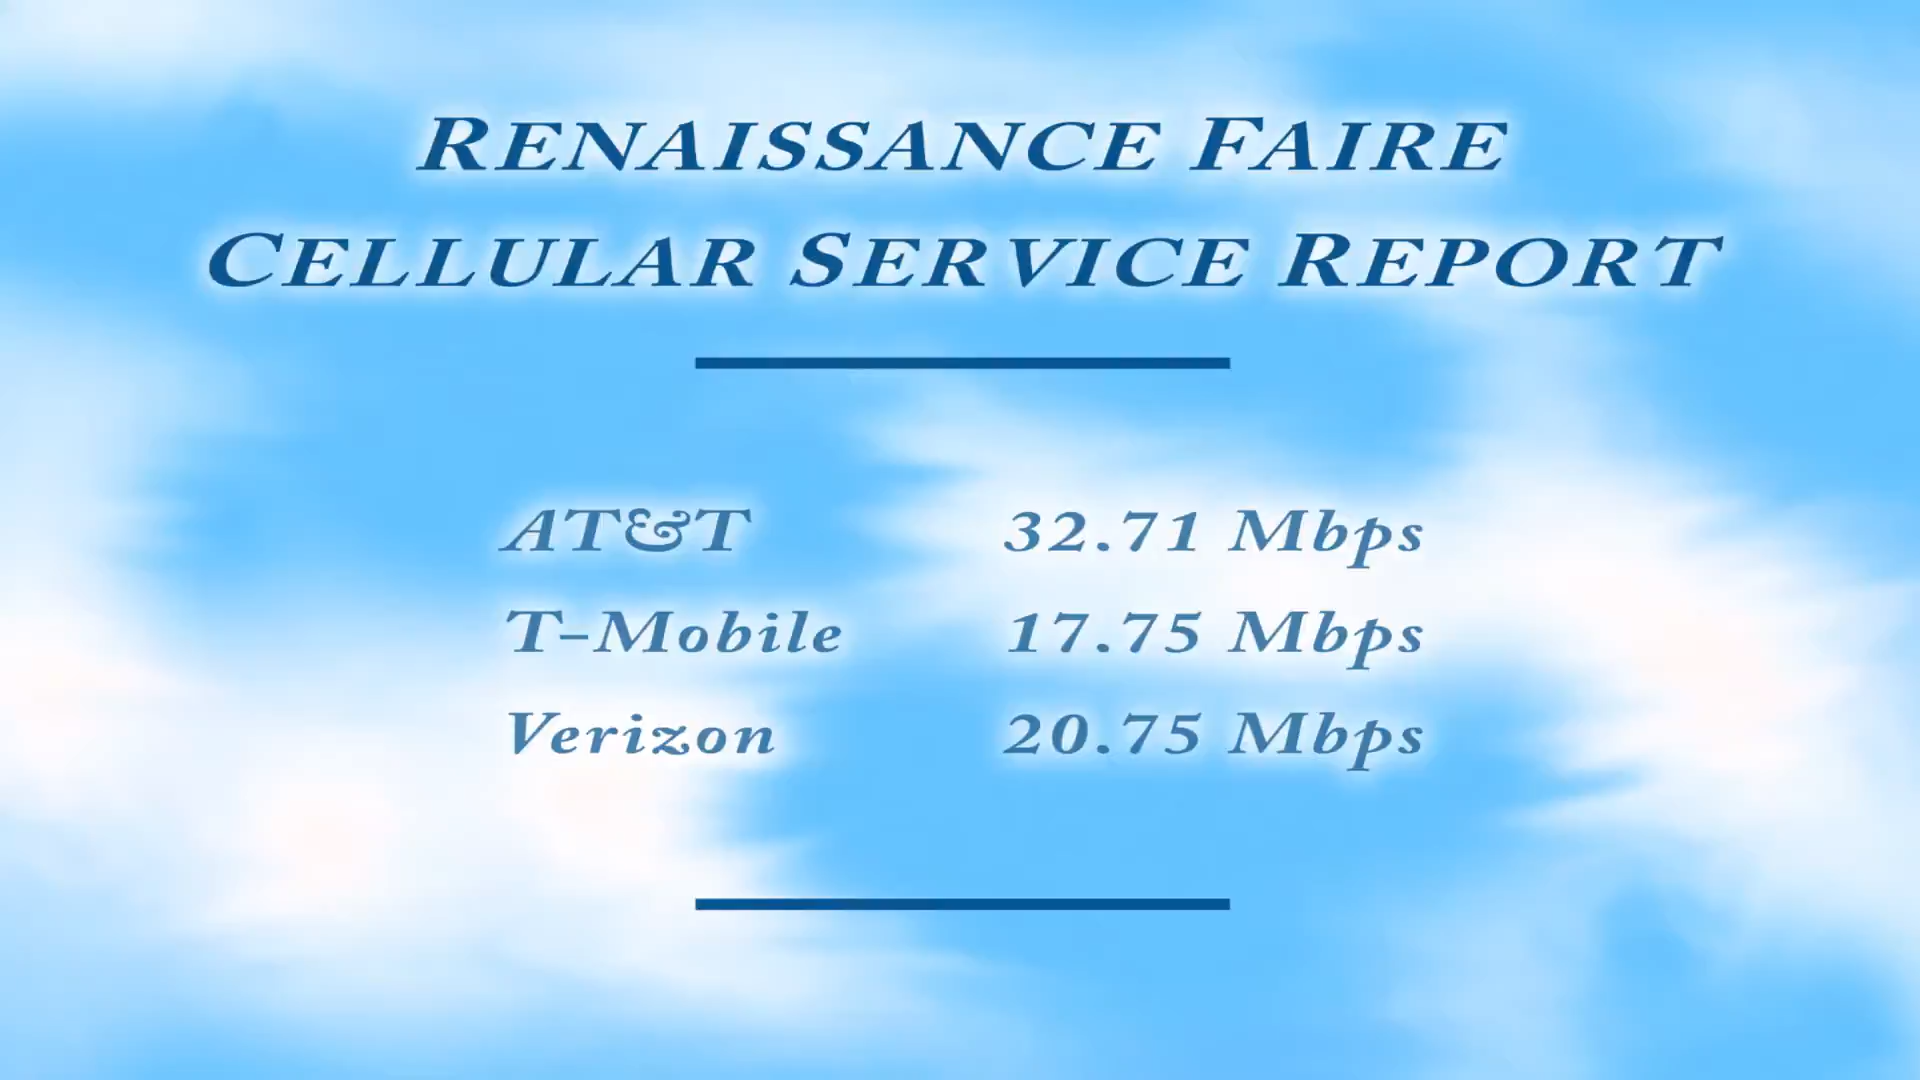 Renaissance Faire
Cellular Service Report
AT&T 32.71 Mbps
T-Mobile 17.75 Mbps
Verizon 20.75 Mbps